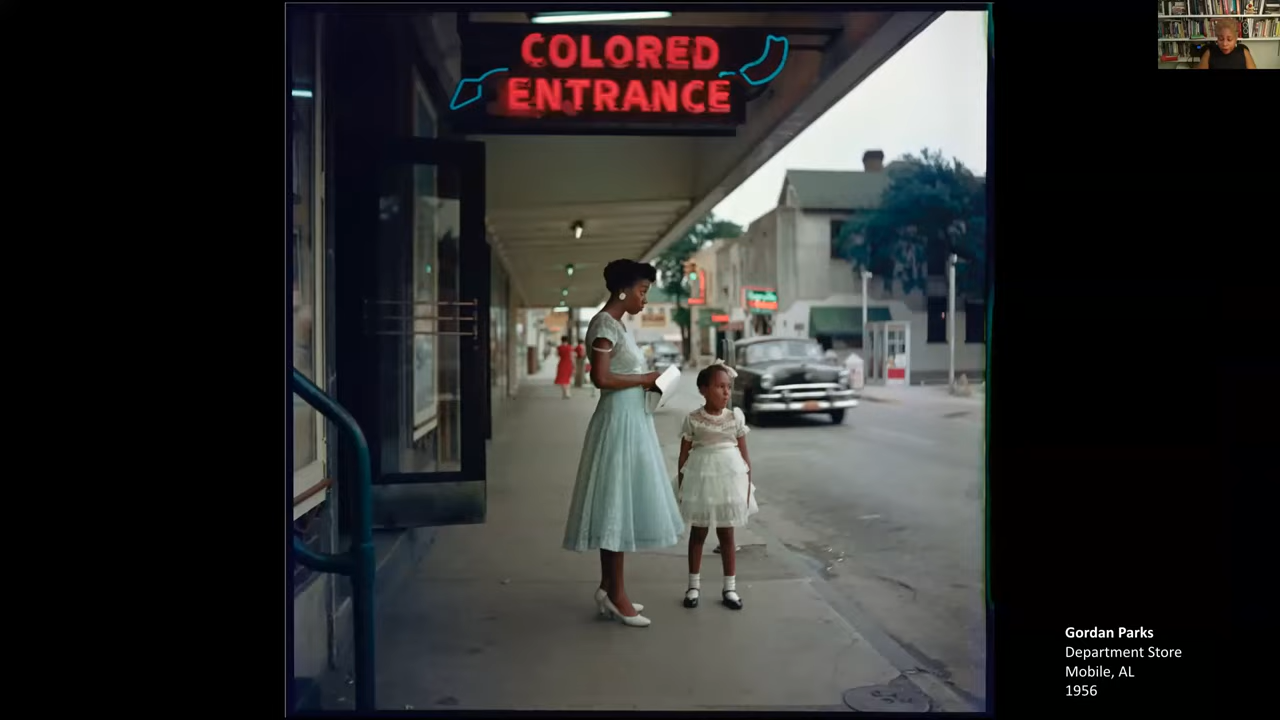 COLORED
ENTRANCE
Gordan Parks
Department Store
Mobile, AL
1956